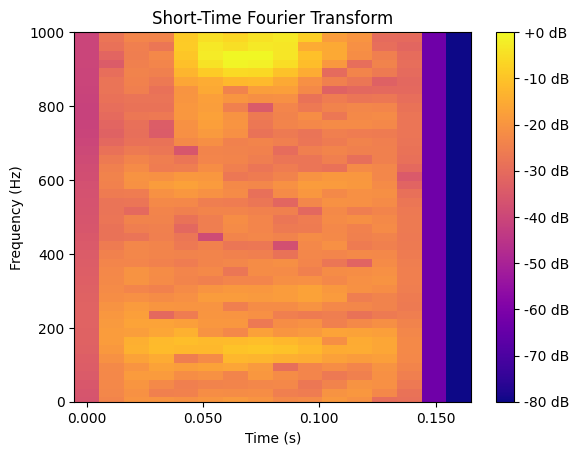 Short-Time Fourier Transform
1000
800
600
400
200
0
Frequency (Hz)
0.000
0.050
0.100
0.150
Time (s)
+0 dB
-10 dB
-20 dB
-30 dB
-40 dB
-50 dB
-60 dB
-70 dB
-80 dB